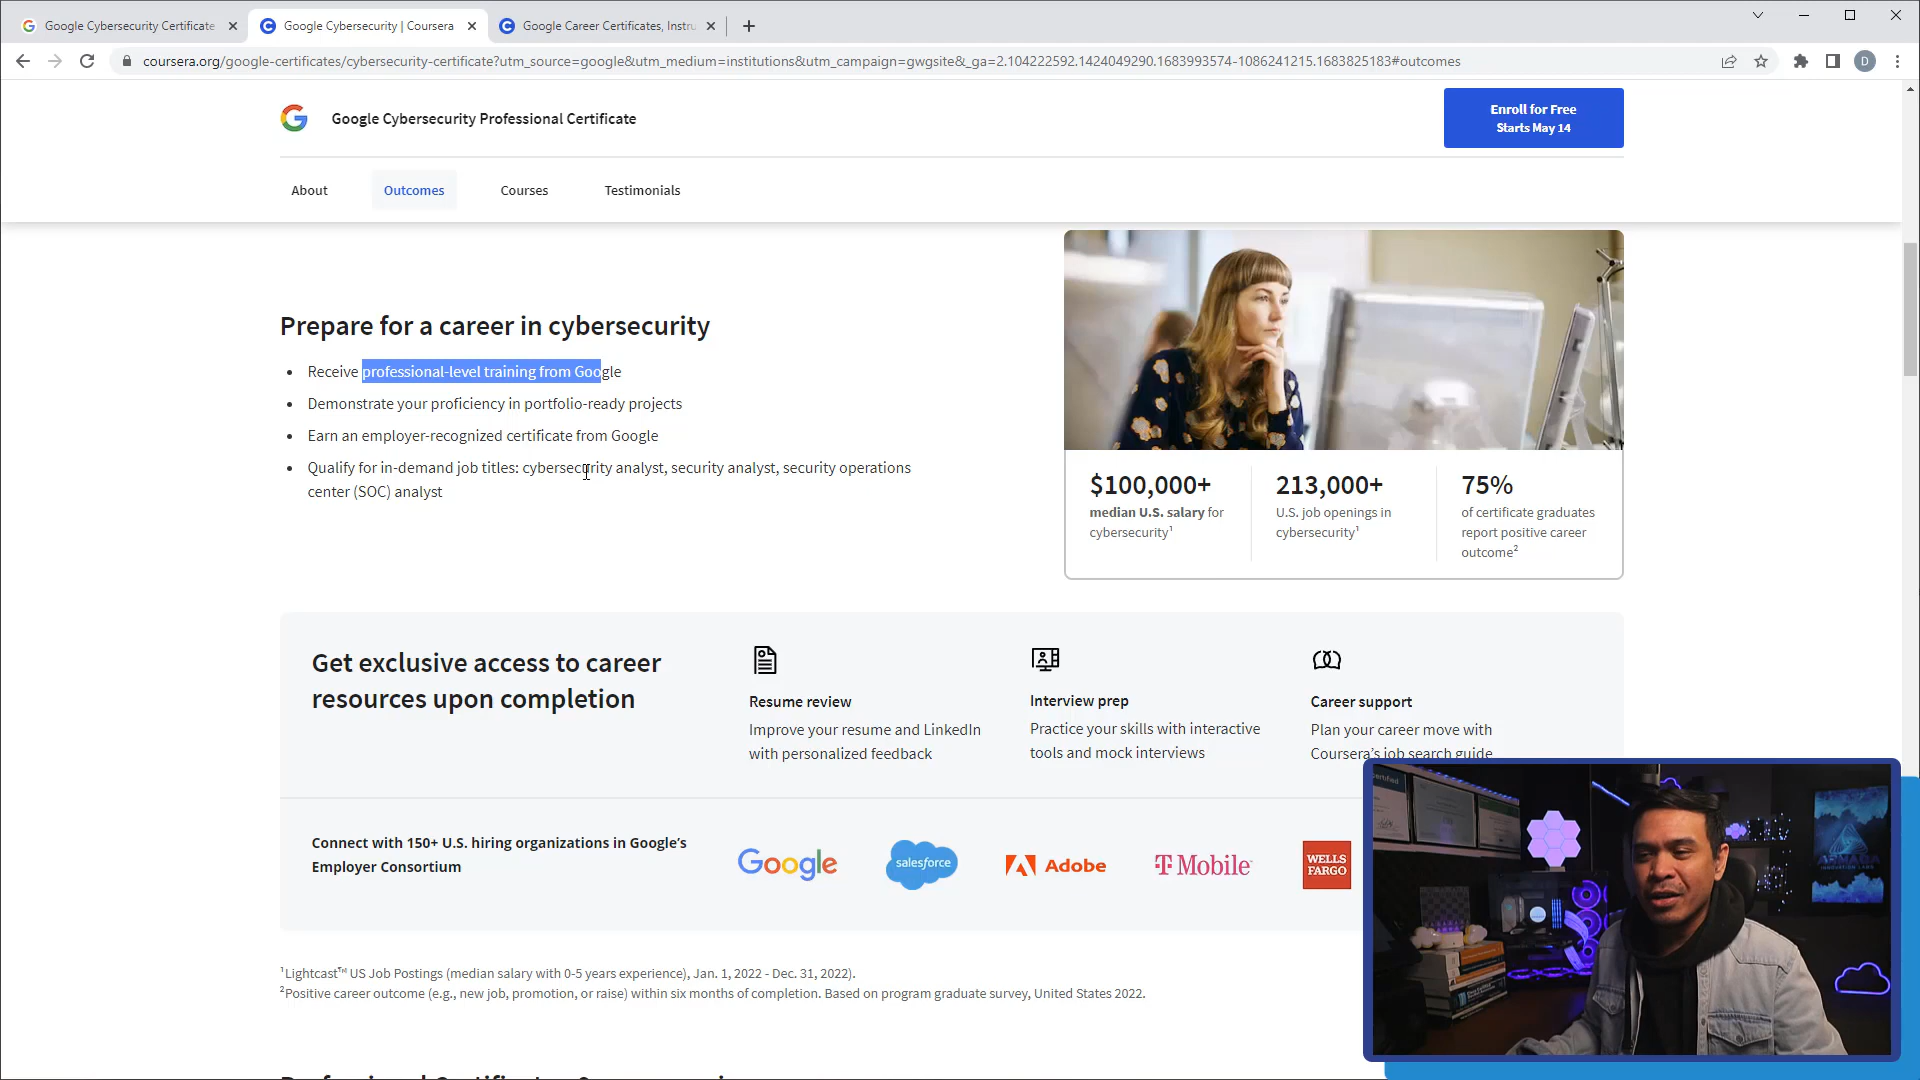 Google Cybersecurity Certificate
Google Cybersecurity | Coursera
Google Career Certificates, Instru
coursera.org/google-certificates/cybersecurity-certificate?utm_source=google&utm_medium=institutions&utm_campaign=gwgsite&_ga=2.104222592.1424049290.1683993574-1086241215.1683825183#outcomes
D
Google Cybersecurity Professional Certificate
Enroll for Free
Starts May 14
About
Outcomes
Courses
Testimonials
Prepare for a career in cybersecurity
• Receive professional-level training from Google
• Demonstrate your proficiency in portfolio-ready projects
• Earn an employer-recognized certificate from Google
• Qualify for in-demand job titles: cybersecurity analyst, security analyst, security operations
center (SOC) analyst
$100,000+
median U.S. salary for
cybersecurity¹
213,000+
U.S. job openings in
cybersecurity¹
75%
of certificate graduates
report positive career
outcome²
Get exclusive access to career
resources upon completion
Resume review
Improve your resume and LinkedIn
with personalized feedback
Interview prep
Practice your skills with interactive
tools and mock interviews
Career support
Plan your career move with
Coursera's job search guide
Connect with 150+ U.S. hiring organizations in Google's
Employer Consortium
Google
salesforce
Adobe
T Mobile
WELLS
FARGO
¹Lightcast™ US Job Postings (median salary with 0-5 years experience), Jan. 1, 2022 - Dec. 31, 2022).
²Positive career outcome (e.g., new job, promotion, or raise) within six months of completion. Based on program graduate survey, United States 2022.